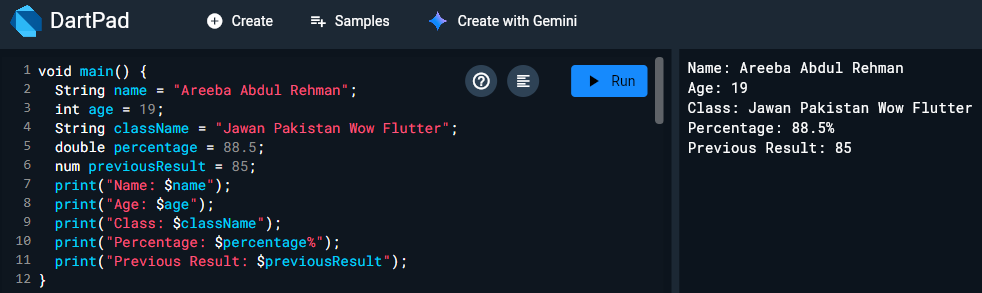 DartPad
Create
Samples
Create with Gemini
1 void main() {
2   String name = "Areeba Abdul Rehman";
3   int age = 19;
4   String className = "Jawan Pakistan Wow Flutter";
5   double percentage = 88.5;
6   num previousResult = 85;
7   print("Name: $name");
8   print("Age: $age");
9   print("Class: $className");
10   print("Percentage: $percentage%");
11   print("Previous Result: $previousResult");
12 }
?
Run
Name: Areeba Abdul Rehman
Age: 19
Class: Jawan Pakistan Wow Flutter
Percentage: 88.5%
Previous Result: 85